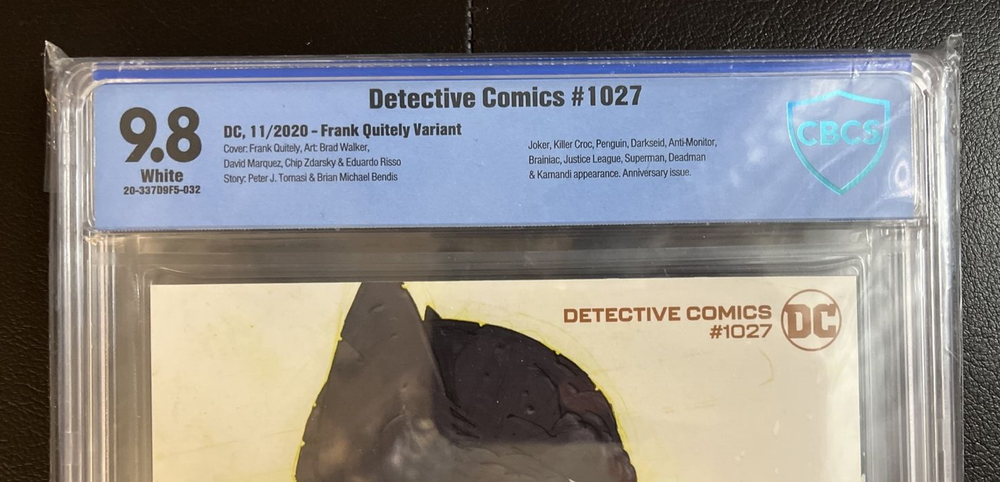 Detective Comics #1027
9.8
White
20-337D9F5-032
DC, 11/2020 - Frank Quitely Variant
Cover: Frank Quitely, Art: Brad Walker,
David Marquez, Chip Zdarsky & Eduardo Risso
Story: Peter J. Tomasi & Brian Michael Bendis
Joker, Killer Croc, Penguin, Darkseid, Anti-Monitor,
Brainiac, Justice League, Superman, Deadman
& Kamandi appearance. Anniversary issue.
CBCS
DETECTIVE COMICS
#1027
DC